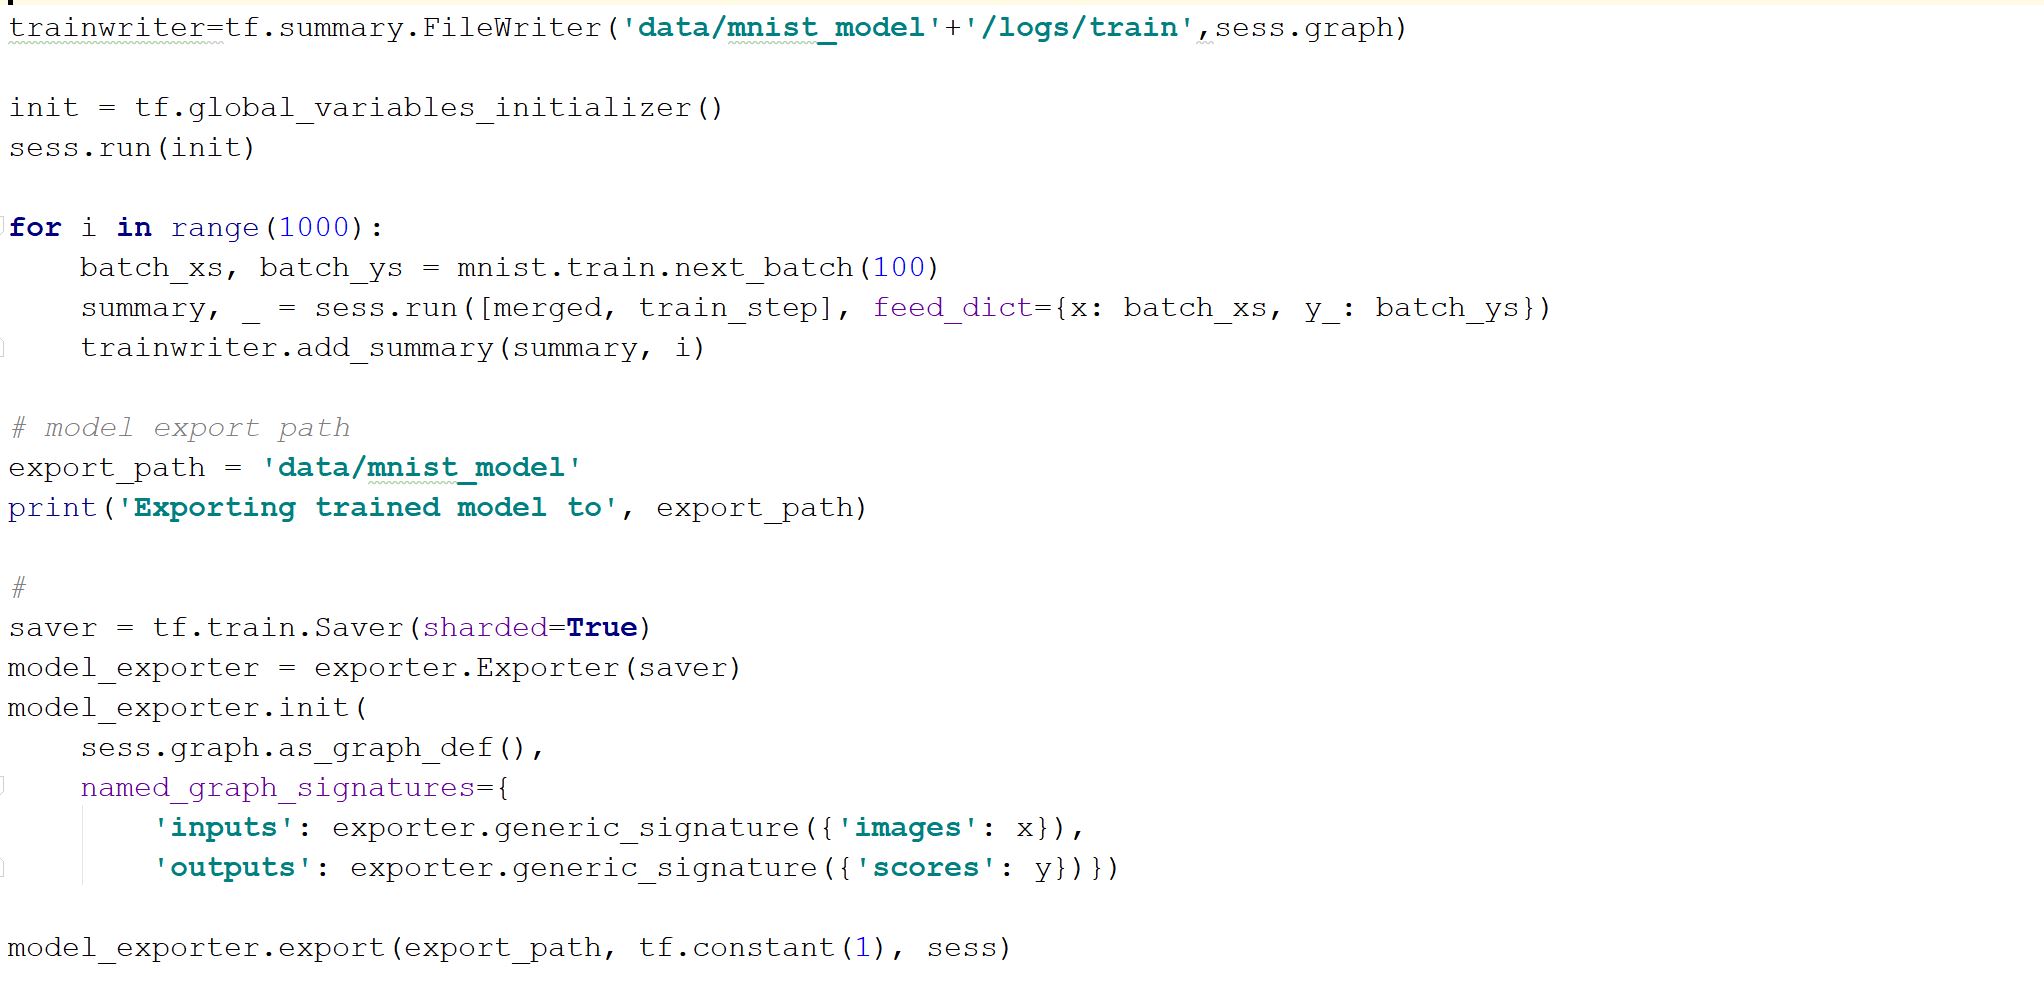 trainwriter=tf.summary.FileWriter('data/mnist_model'+'/logs/train',sess.graph)
init = tf.global_variables_initializer()
sess.run(init)
for i in range(1000):
    batch_xs, batch_ys = mnist.train.next_batch(100)
    summary, _ = sess.run([merged, train_step], feed_dict={x: batch_xs, y_: batch_ys})
    trainwriter.add_summary(summary, i)
# model export path
export_path = 'data/mnist_model'
print('Exporting trained model to', export_path)
#
saver = tf.train.Saver(sharded=True)
model_exporter = exporter.Exporter(saver)
model_exporter.init(
    sess.graph.as_graph_def(),
    named_graph_signatures={
        'inputs': exporter.generic_signature({'images': x}),
        'outputs': exporter.generic_signature({'scores': y})})
model_exporter.export(export_path, tf.constant(1), sess)